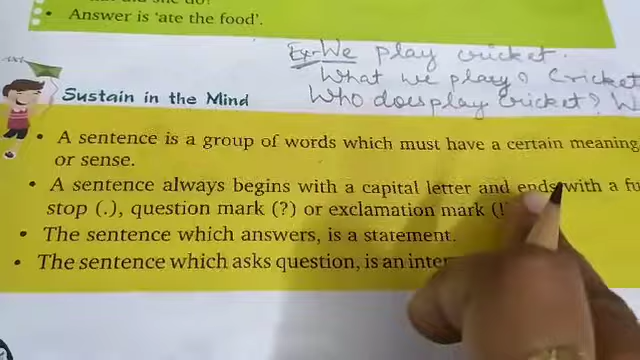 • Answer is 'ate the food'.
Ex:- We play cricket.
What we play? Cricket
Who does play cricket? W
Sustain in the Mind
• A sentence is a group of words which must have a certain meaning
or sense.
• A sentence always begins with a capital letter and ends with a fu
stop (.), question mark (?) or exclamation mark (!
• The sentence which answers, is a statement.
• The sentence which asks question, is an inter